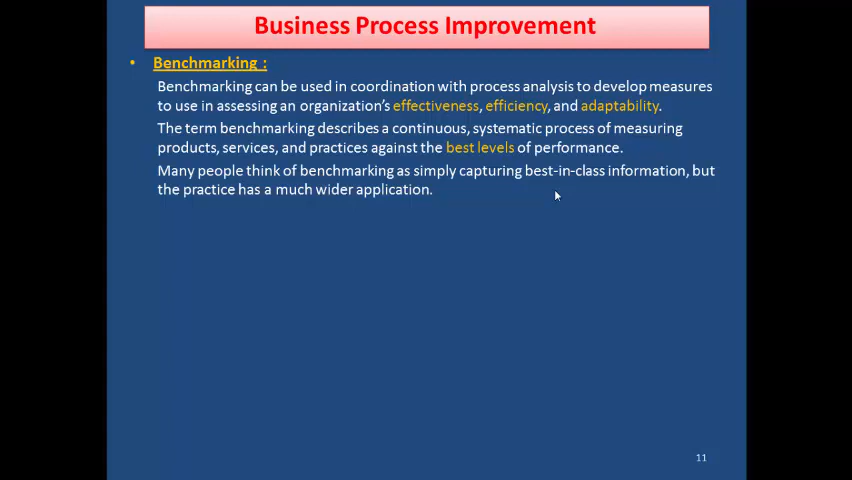 Business Process Improvement
• Benchmarking :
Benchmarking can be used in coordination with process analysis to develop measures
to use in assessing an organization's effectiveness, efficiency, and adaptability.
The term benchmarking describes a continuous, systematic process of measuring
products, services, and practices against the best levels of performance.
Many people think of benchmarking as simply capturing best-in-class information, but
the practice has a much wider application.
11